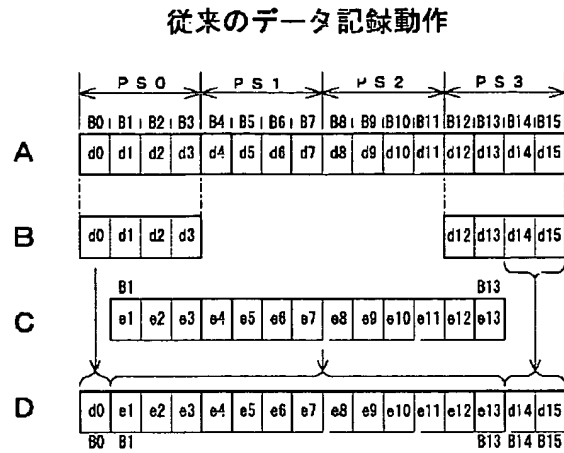 従来のデータ記録動作
PS0 PS1 PS2 PS3
B0 B1 B2 B3 B4 B5 B6 B7 B8 B9 B10 B11 B12 B13 B14 B15
A d0 d1 d2 d3 d4 d5 d6 d7 d8 d9 d10 d11 d12 d13 d14 d15
B d0 d1 d2 d3 d12 d13 d14 d15
B1 B13
C e1 e2 e3 e4 e5 e6 e7 e8 e9 e10 e11 e12 e13
D d0 e1 e2 e3 e4 e5 e6 e7 e8 e9 e10 e11 e12 e13 d14 d15
B0 B1 B13 B14 B15